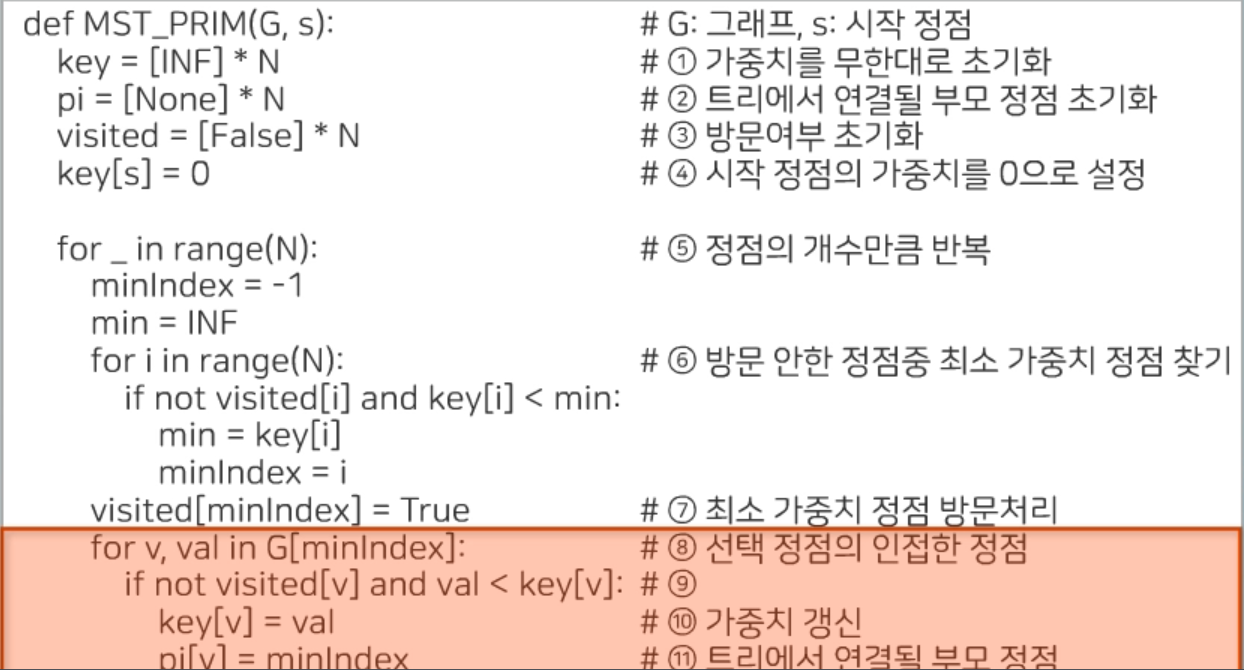 def MST_PRIM(G, s): # G: 그래프, s: 시작 정점
key = [INF] * N # ① 가중치를 무한대로 초기화
pi = [None] * N # ② 트리에서 연결될 부모 정점 초기화
visited = [False] * N # ③ 방문여부 초기화
key[s] = 0 # ④ 시작 정점의 가중치를 0으로 설정
for _ in range(N): # ⑤ 정점의 개수만큼 반복
minIndex = -1
min = INF
for i in range(N): # ⑥ 방문 안한 정점중 최소 가중치 정점 찾기
if not visited[i] and key[i] < min:
min = key[i]
minIndex = i
visited[minIndex] = True # ⑦ 최소 가중치 정점 방문처리
for v, val in G[minIndex]: # ⑧ 선택 정점의 인접한 정점
if not visited[v] and val < key[v]: # ⑨
key[v] = val # ⑩ 가중치 갱신
pi[v] = minIndex # ⑪ 트리에서 연결될 부모 정점